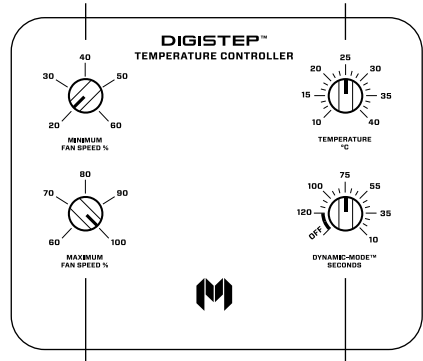 DIGISTEP™
TEMPERATURE CONTROLLER
40
30 50
20 60
MINIMUM
FAN SPEED %
25
20 30
15 35
10 40
TEMPERATURE
°C
80
70 90
60 100
MAXIMUM
FAN SPEED %
75
100 55
120 35
OFF 10
DYNAMIC-MODE™
SECONDS